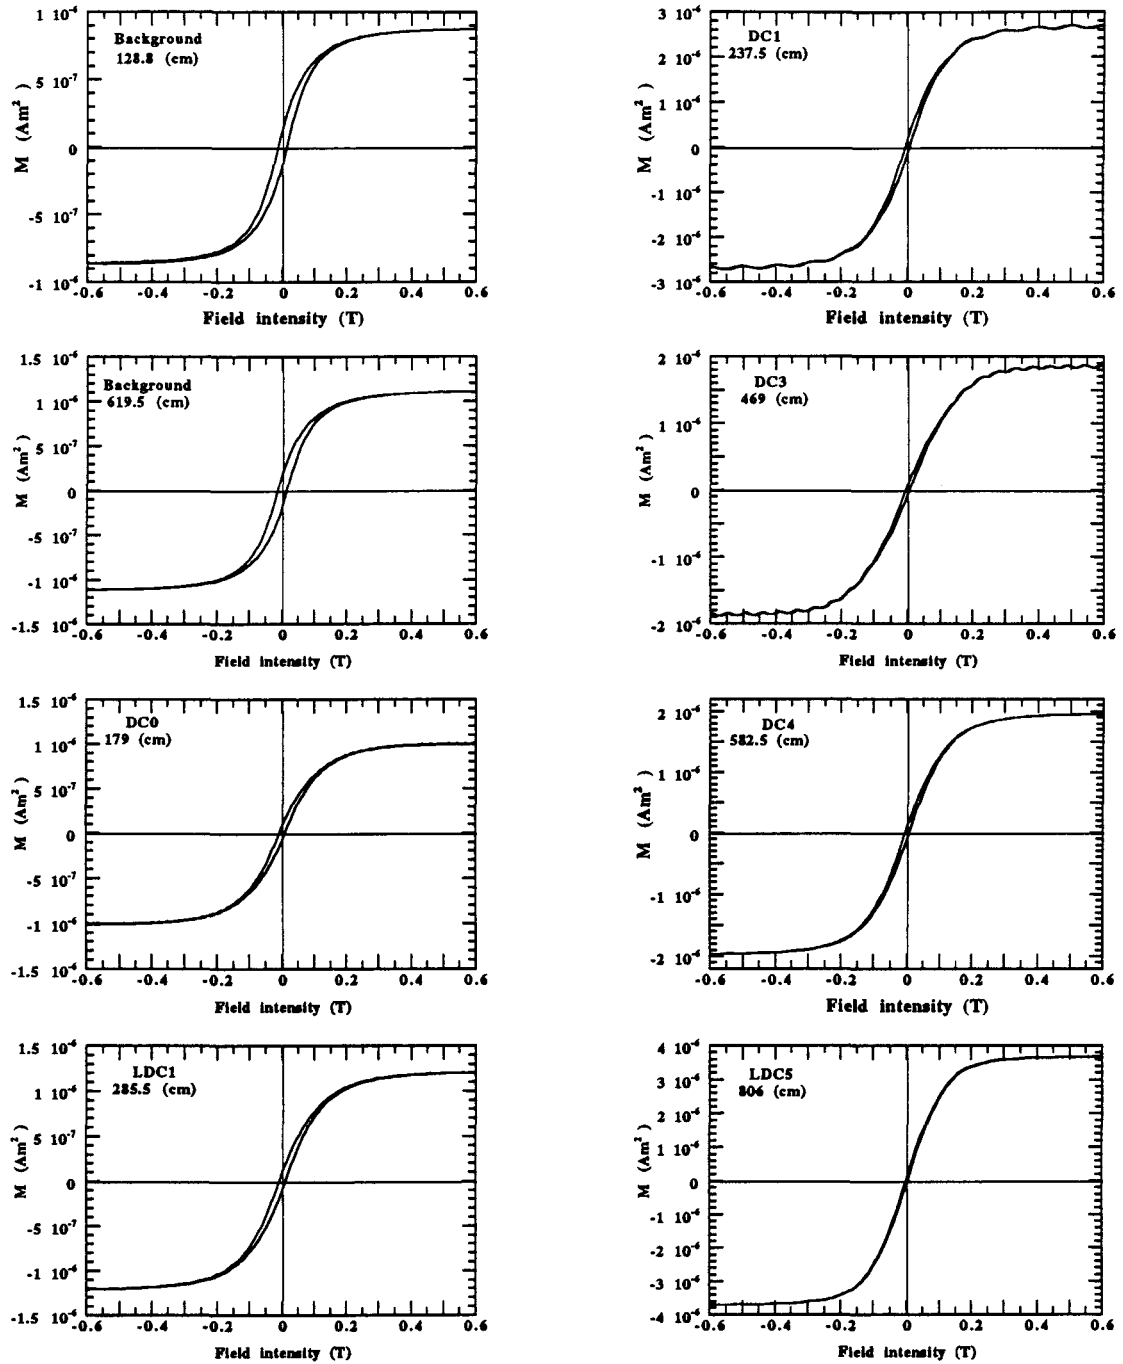 Background
128.8 (cm)
M (Am²)
1 10⁻⁶
5 10⁻⁷
0
-5 10⁻⁷
-1 10⁻⁶
-0.6 -0.4 -0.2 0 0.2 0.4 0.6
Field intensity (T)
DC1
237.5 (cm)
M (Am²)
3 10⁻⁶
2 10⁻⁶
1 10⁻⁶
0
-1 10⁻⁶
-2 10⁻⁶
-3 10⁻⁶
-0.6 -0.4 -0.2 0 0.2 0.4 0.6
Field intensity (T)
Background
619.5 (cm)
M (Am²)
1.5 10⁻⁶
1 10⁻⁶
5 10⁻⁷
0
-5 10⁻⁷
-1 10⁻⁶
-1.5 10⁻⁶
-0.6 -0.4 -0.2 0 0.2 0.4 0.6
Field intensity (T)
DC3
469 (cm)
M (Am²)
2 10⁻⁶
1 10⁻⁶
0
-1 10⁻⁶
-2 10⁻⁶
-0.6 -0.4 -0.2 0 0.2 0.4 0.6
Field intensity (T)
DC0
179 (cm)
M (Am²)
1.5 10⁻⁶
1 10⁻⁶
5 10⁻⁷
0
-5 10⁻⁷
-1 10⁻⁶
-1.5 10⁻⁶
-0.6 -0.4 -0.2 0 0.2 0.4 0.6
Field intensity (T)
DC4
582.5 (cm)
M (Am²)
2 10⁻⁶
1 10⁻⁶
0
-1 10⁻⁶
-2 10⁻⁶
-0.6 -0.4 -0.2 0 0.2 0.4 0.6
Field intensity (T)
LDC1
285.5 (cm)
M (Am²)
1.5 10⁻⁶
1 10⁻⁶
5 10⁻⁷
0
-5 10⁻⁷
-1 10⁻⁶
-1.5 10⁻⁶
-0.6 -0.4 -0.2 0 0.2 0.4 0.6
Field intensity (T)
LDC5
806 (cm)
M (Am²)
4 10⁻⁶
3 10⁻⁶
2 10⁻⁶
1 10⁻⁶
0
-1 10⁻⁶
-2 10⁻⁶
-3 10⁻⁶
-4 10⁻⁶
-0.6 -0.4 -0.2 0 0.2 0.4 0.6
Field intensity (T)